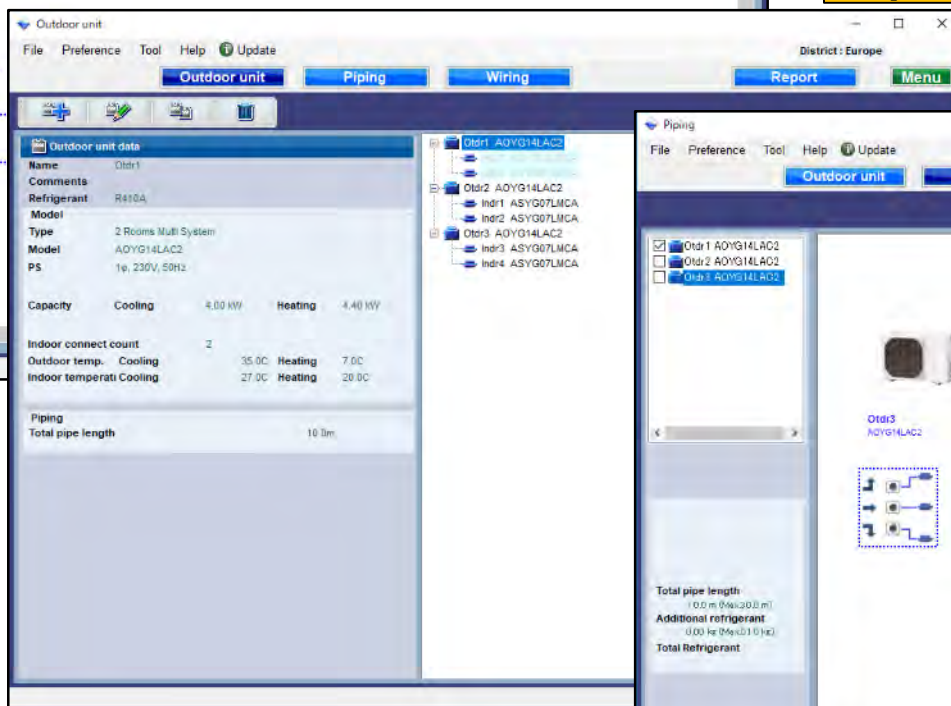 Outdoor unit
File Preference Tool Help Update
District : Europe
Outdoor unit Piping Wiring Report Menu
Outdoor unit data
Name Otdr1
Comments
Refrigerant R410A
Model
Type 2 Rooms Multi System
Model AOYG14LAC2
PS 1φ, 230V, 50Hz
Capacity Cooling 4.00 kW Heating 4.40 kW
Indoor connect count 2
Outdoor temp. Cooling 35.0C Heating 7.0C
Indoor temperati Cooling 27.0C Heating 20.0C
Piping
Total pipe length 10.0m
Otdr1 AOYG14LAC2
Otdr2 AOYG14LAC2
Indr1 ASYG07LMCA
Indr2 ASYG07LMCA
Otdr3 AOYG14LAC2
Indr3 ASYG07LMCA
Indr4 ASYG07LMCA
Piping
File Preference Tool Help Update
Outdoor unit
Otdr1 AOYG14LAC2
Otdr2 AOYG14LAC2
Otdr3 AOYG14LAC2
Otdr3
AOYG14LAC2
Total pipe length
10.0 m (Max.30.0 m)
Additional refrigerant
0.00 kg (Max.01.0 kg)
Total Refrigerant